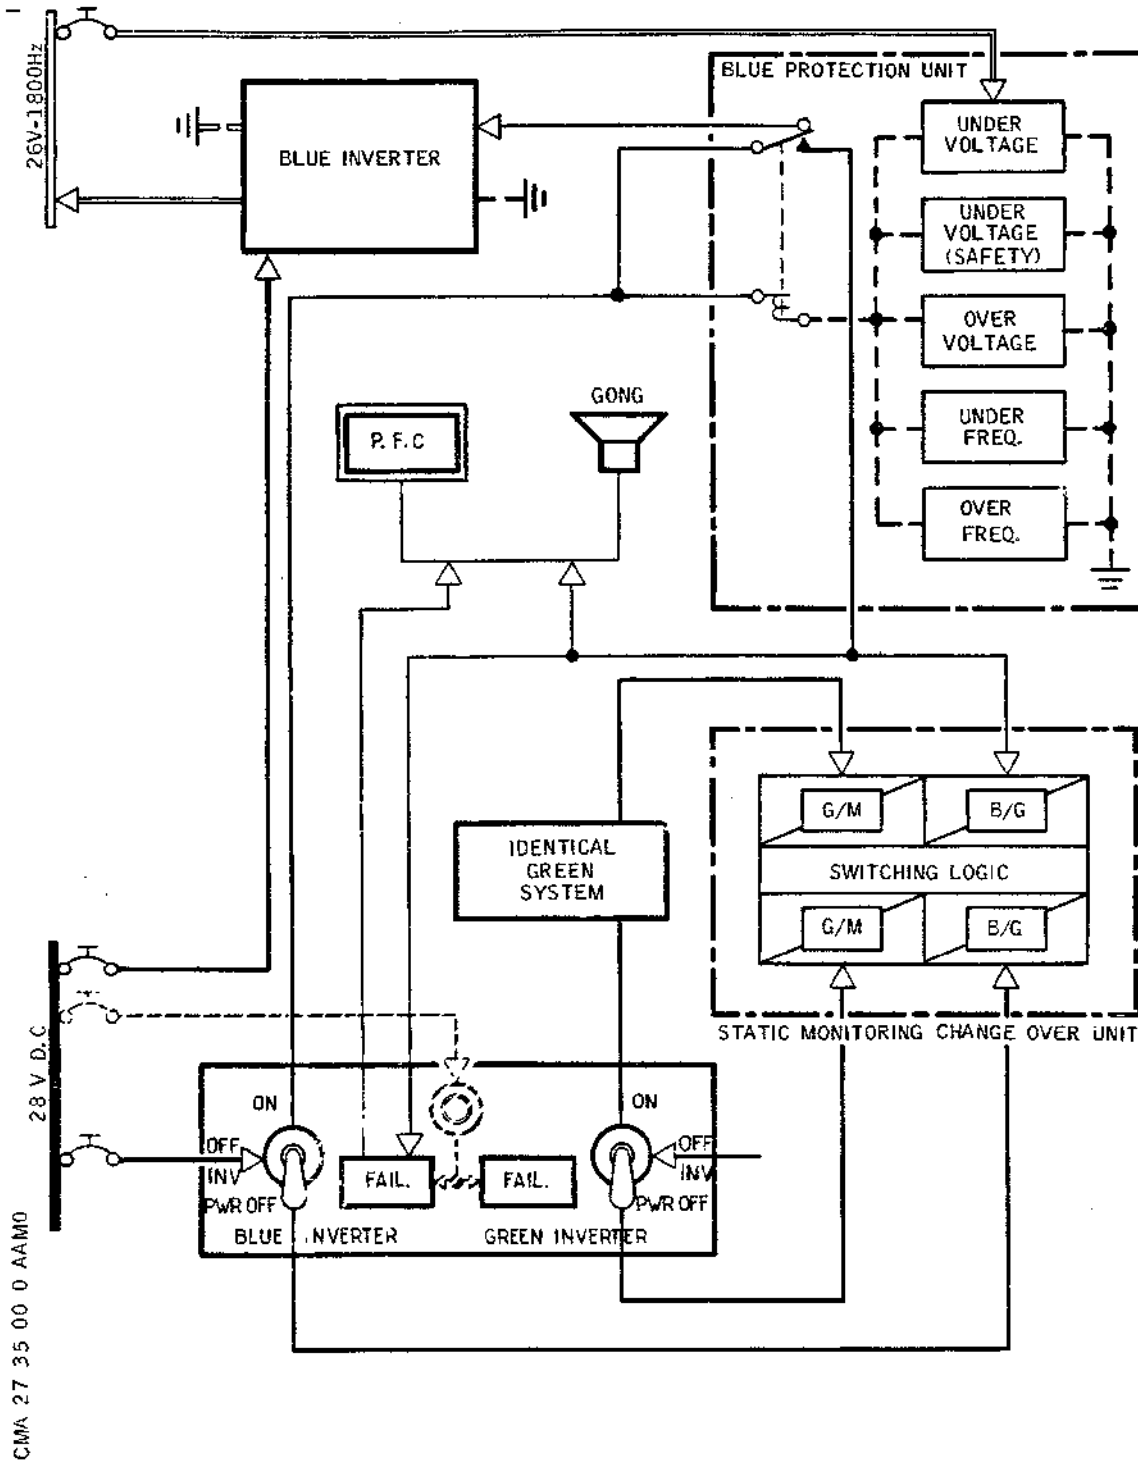 26V-1800Hz
BLUE PROTECTION UNIT
BLUE INVERTER
UNDER
VOLTAGE
UNDER
VOLTAGE
(SAFETY)
OVER
VOLTAGE
UNDER
FREQ.
OVER
FREQ.
GONG
P.F.C
IDENTICAL
GREEN
SYSTEM
G/M
B/G
SWITCHING LOGIC
G/M
B/G
STATIC MONITORING CHANGE OVER UNIT
28 V D.C
ON
OFF
INV
PWR OFF
FAIL.
FAIL.
ON
OFF
INV
PWR OFF
BLUE INVERTER
GREEN INVERTER
CMA 27 35 00 0 AAM0